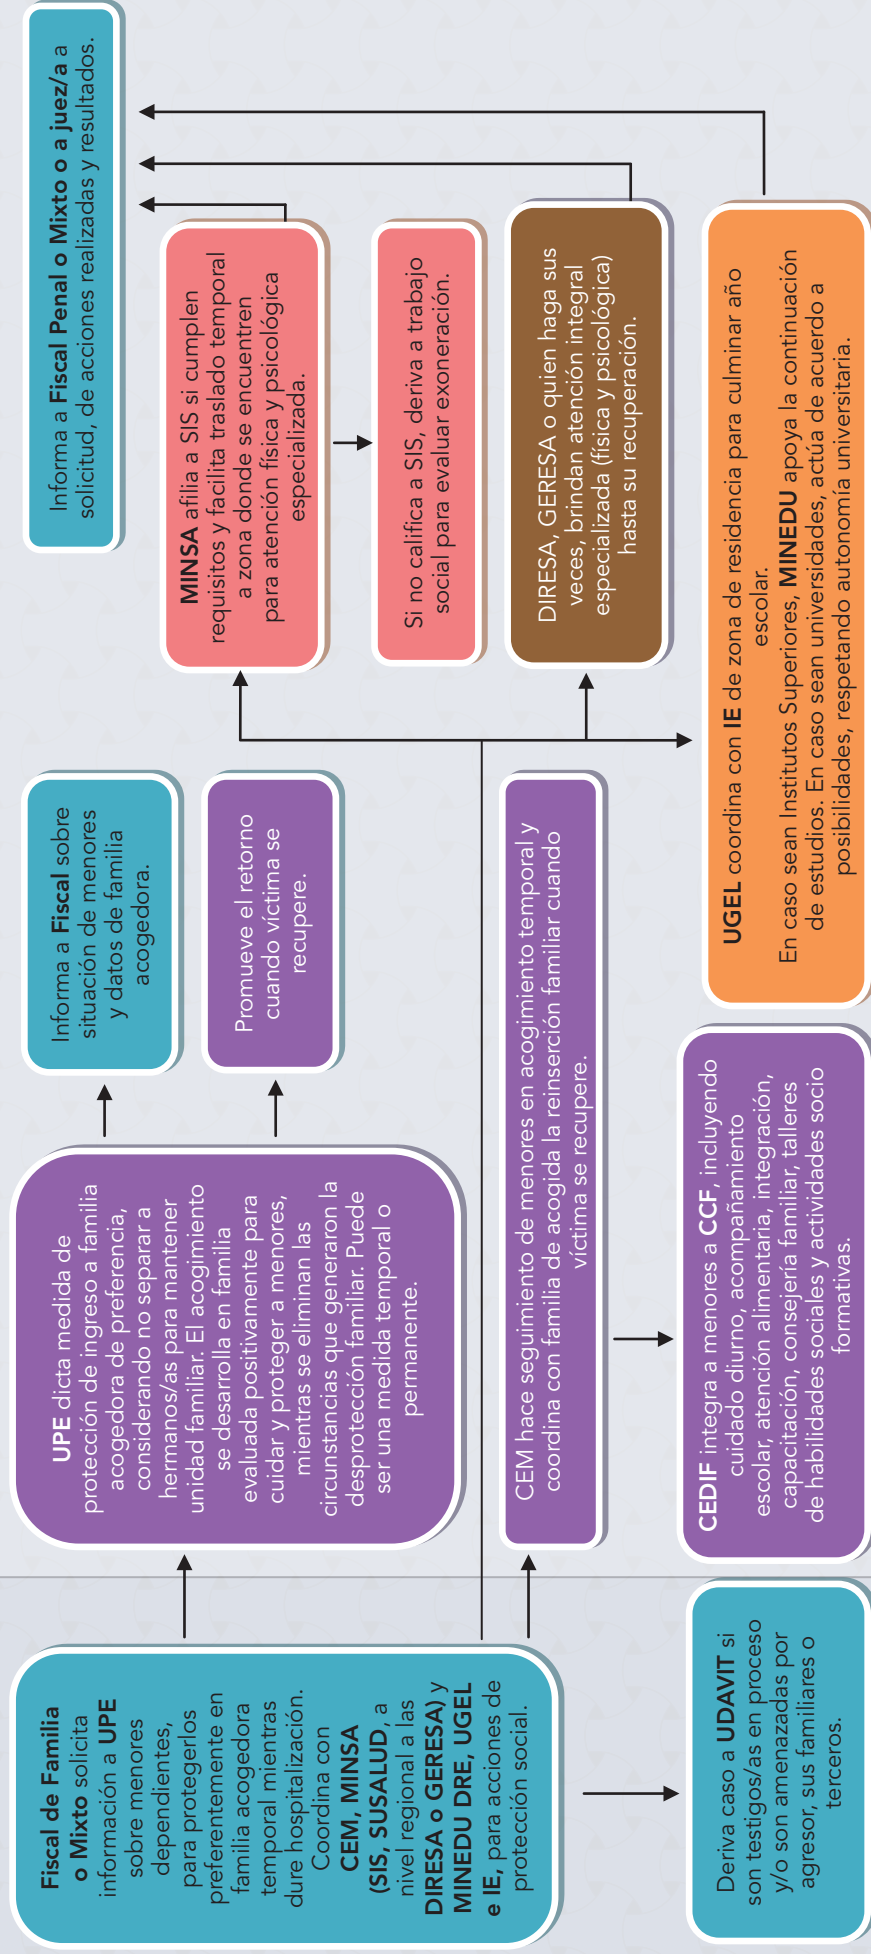 Fiscal de Familia
o Mixto solicita
información a UPE
sobre menores
dependientes,
para protegerlos
preferentemente en
familia acogedora
temporal mientras
dure hospitalización.
Coordina con
CEM, MINSA
(SIS, SUSALUD, a
nivel regional a las
DIRESA o GERESA) y
MINEDU DRE, UGEL
e IE, para acciones de
protección social.
Deriva caso a UDAVIT si
son testigos/as en proceso
y/o son amenazadas por
agresor, sus familiares o
terceros.
UPE dicta medida de
protección de ingreso a familia
acogedora de preferencia,
considerando no separar a
hermanos/as para mantener
unidad familiar. El acogimiento
se desarrolla en familia
evaluada positivamente para
cuidar y proteger a menores,
mientras se eliminan las
circunstancias que generaron la
desprotección familiar. Puede
ser una medida temporal o
permanente.
Informa a Fiscal sobre
situación de menores
y datos de familia
acogedora.
Promueve el retorno
cuando víctima se
recupere.
CEM hace seguimiento de menores en acogimiento temporal y
coordina con familia de acogida la reinserción familiar cuando
víctima se recupere.
CEDIF integra a menores a CCF, incluyendo
cuidado diurno, acompañamiento
escolar, atención alimentaria, integración,
capacitación, consejería familiar, talleres
de habilidades sociales y actividades socio
formativas.
Informa a Fiscal Penal o Mixto o a juez/a a
solicitud, de acciones realizadas y resultados.
MINSA afilia a SIS si cumplen
requisitos y facilita traslado temporal
a zona donde se encuentren
para atención física y psicológica
especializada.
Si no califica a SIS, deriva a trabajo
social para evaluar exoneración.
DIRESA, GERESA o quien haga sus
veces, brindan atención integral
especializada (física y psicológica)
hasta su recuperación.
UGEL coordina con IE de zona de residencia para culminar año
escolar.
En caso sean Institutos Superiores, MINEDU apoya la continuación
de estudios. En caso sean universidades, actúa de acuerdo a
posibilidades, respetando autonomía universitaria.